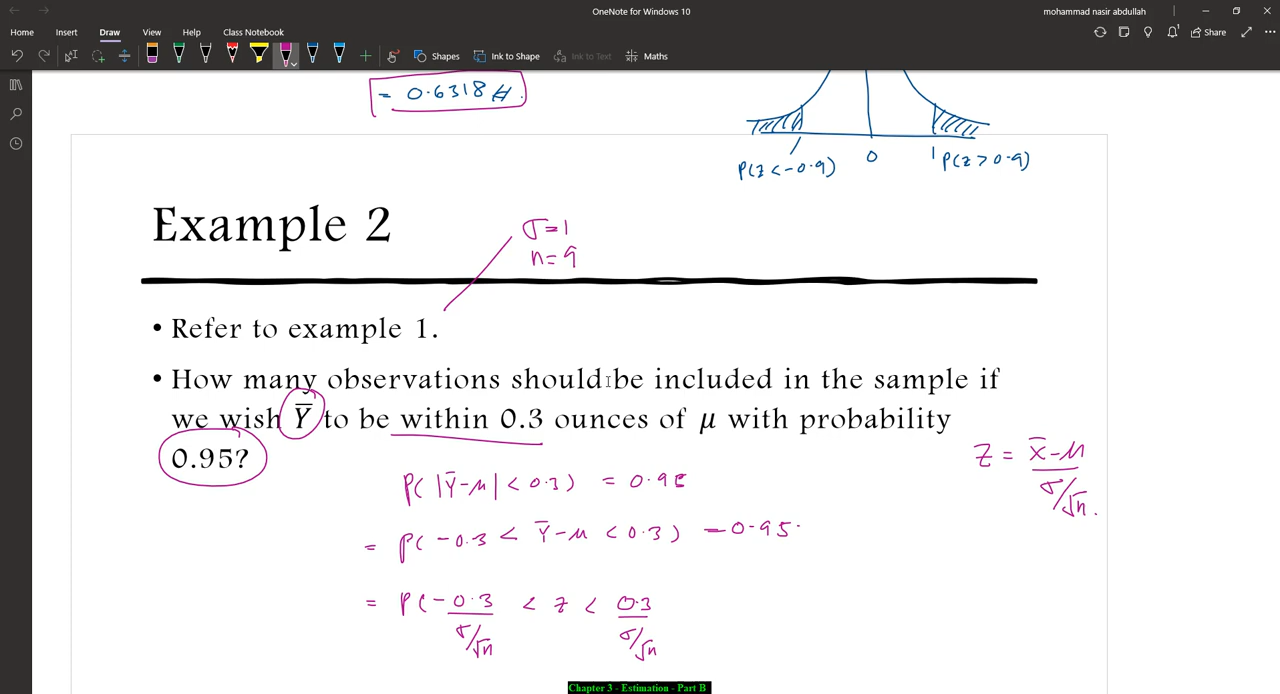 OneNote for Windows 10
mohammad nasir abdullah
Home Insert Draw View Help Class Notebook
Share
Shapes Ink to Shape Ink to Text Maths
= 0.6318 #.
P(z < -0.9) 0 P(z > 0.9)
Example 2
σ=1
n=9
• Refer to example 1.
• How many observations should be included in the sample if
we wish Y̅ to be within 0.3 ounces of μ with probability
0.95?
z = x̅-μ / σ/√n.
P( |Y̅-μ| < 0.3 ) = 0.95
= P( -0.3 < Y̅-μ < 0.3 ) = 0.95.
= P( -0.3 / σ/√n < z < 0.3 / σ/√n
Chapter 3 - Estimation - Part B